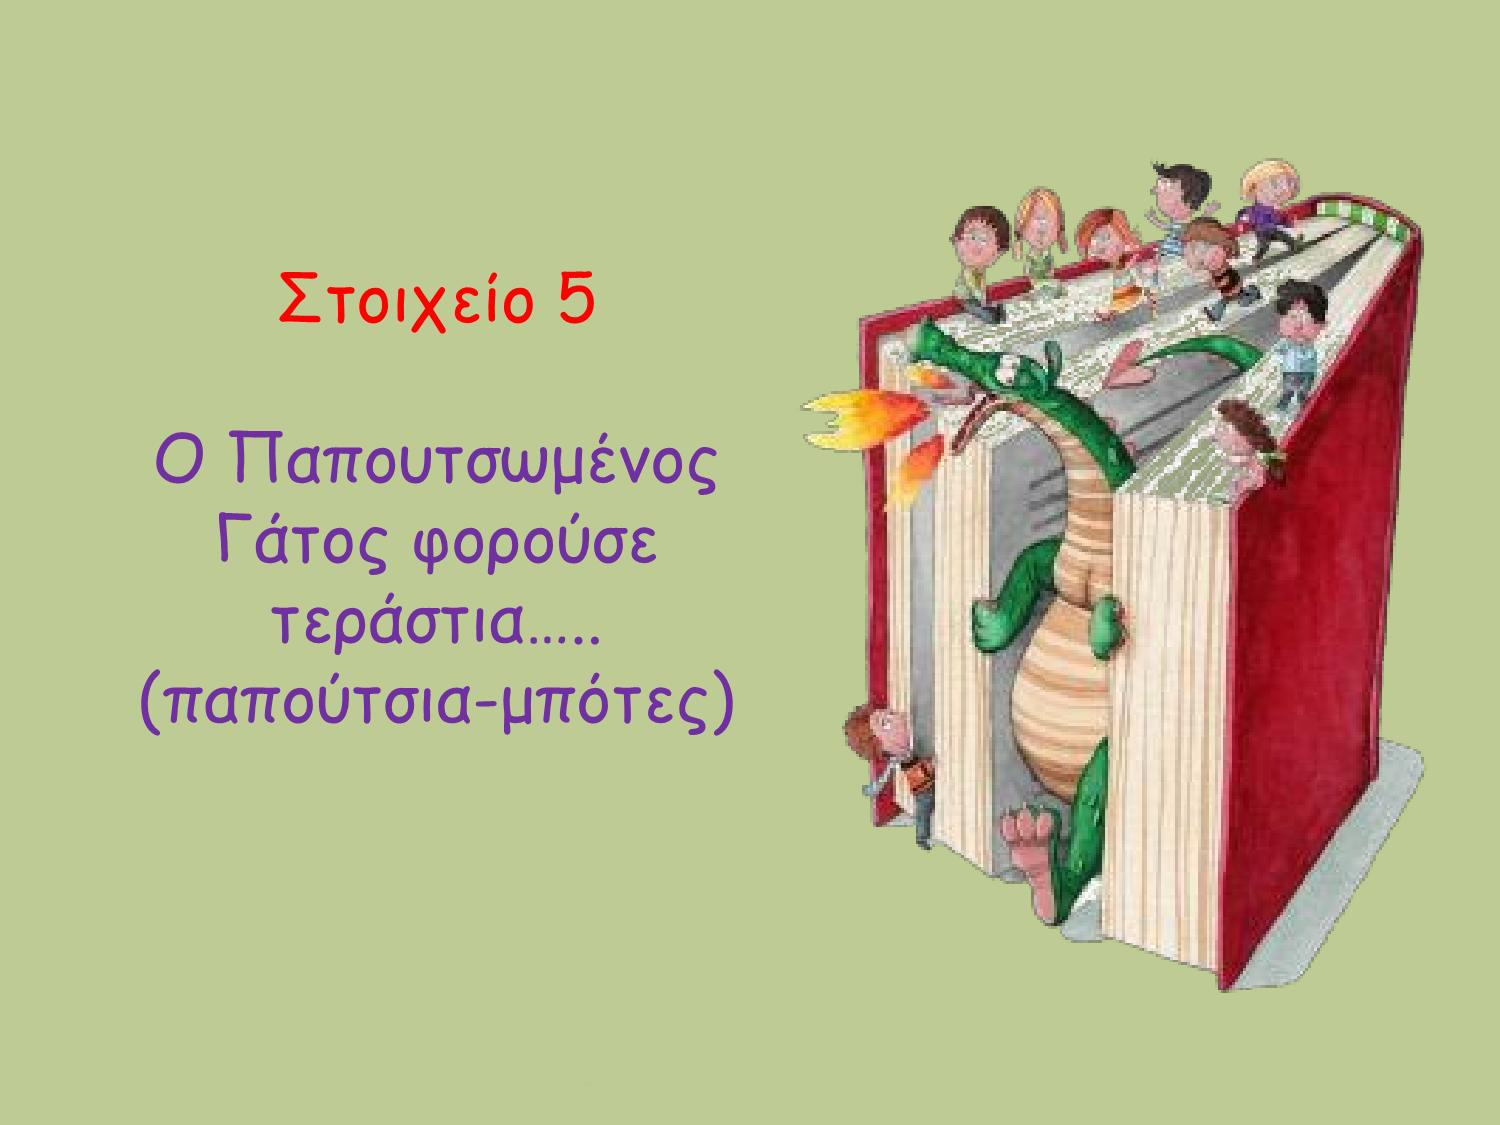 Στοιχείο 5
Ο Παπουτσωμένος
Γάτος φορούσε
τεράστια.....
(παπούτσια-μπότες)